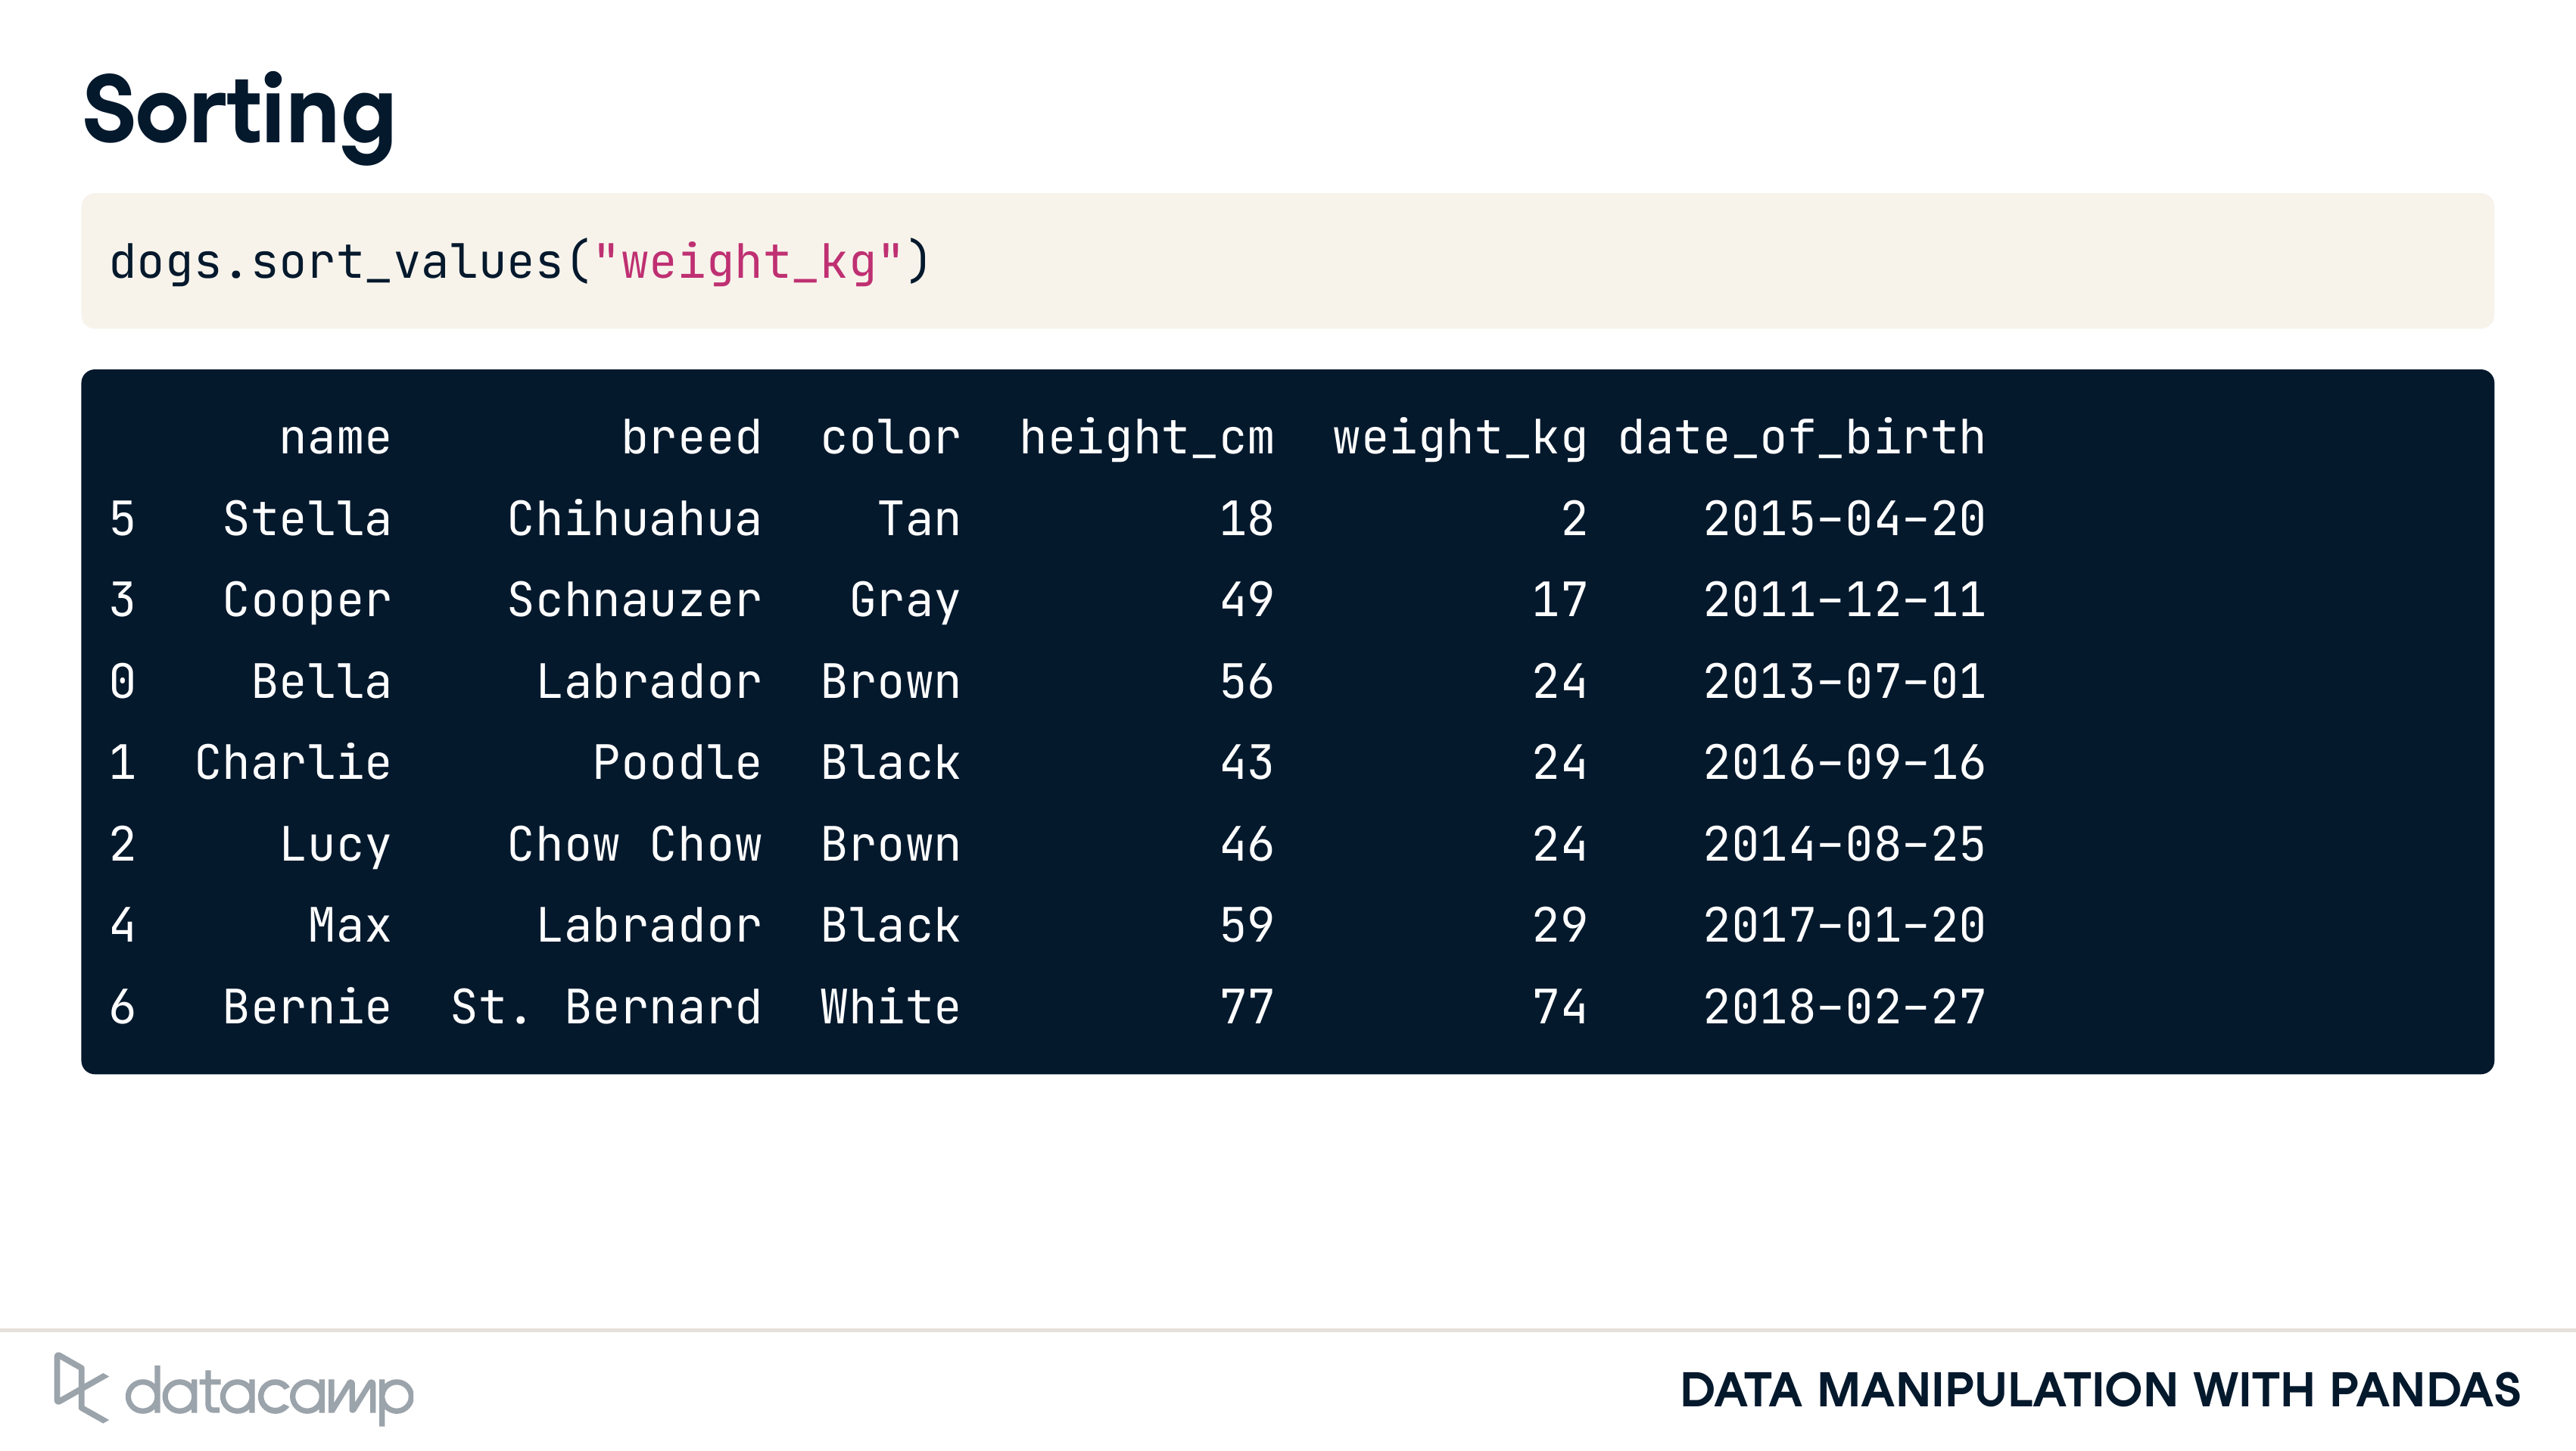 Sorting
dogs.sort_values("weight_kg")
name breed color height_cm weight_kg date_of_birth
5 Stella Chihuahua Tan 18 2 2015-04-20
3 Cooper Schnauzer Gray 49 17 2011-12-11
0 Bella Labrador Brown 56 24 2013-07-01
1 Charlie Poodle Black 43 24 2016-09-16
2 Lucy Chow Chow Brown 46 24 2014-08-25
4 Max Labrador Black 59 29 2017-01-20
6 Bernie St. Bernard White 77 74 2018-02-27
datacamp
DATA MANIPULATION WITH PANDAS